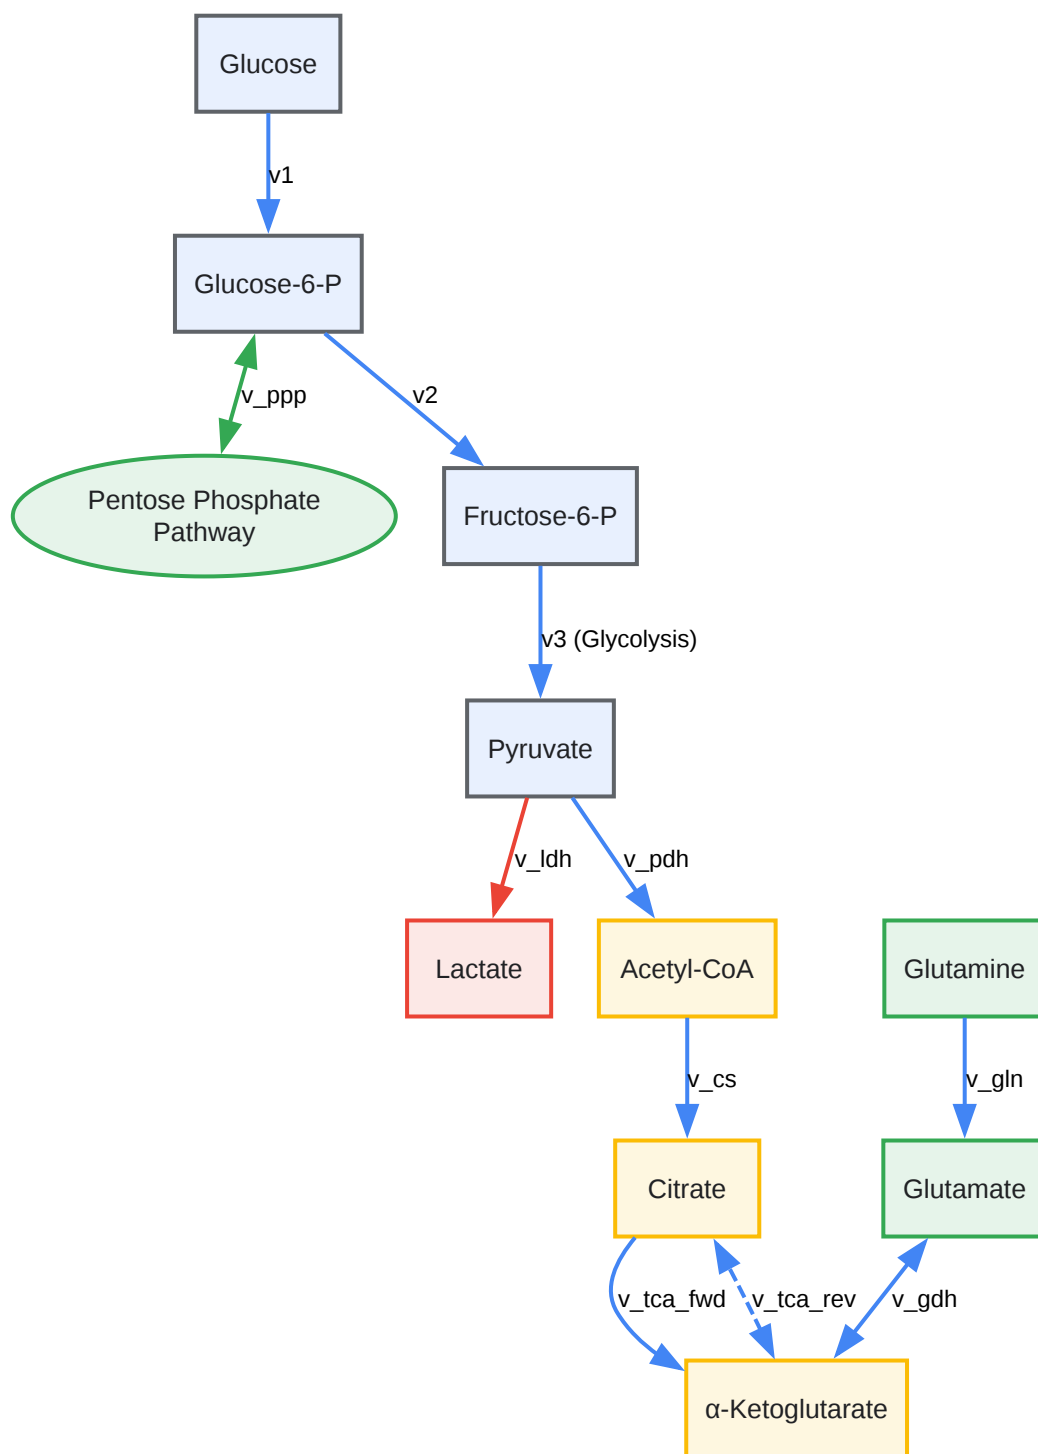 Glucose
v1
Glucose-6-P
v_ppp
v2
Pentose Phosphate
Pathway
Fructose-6-P
v3 (Glycolysis)
Pyruvate
v_ldh
v_pdh
Lactate
Acetyl-CoA
Glutamine
v_cs
v_gln
Citrate
Glutamate
v_tca_fwd
v_tca_rev
v_gdh
α-Ketoglutarate